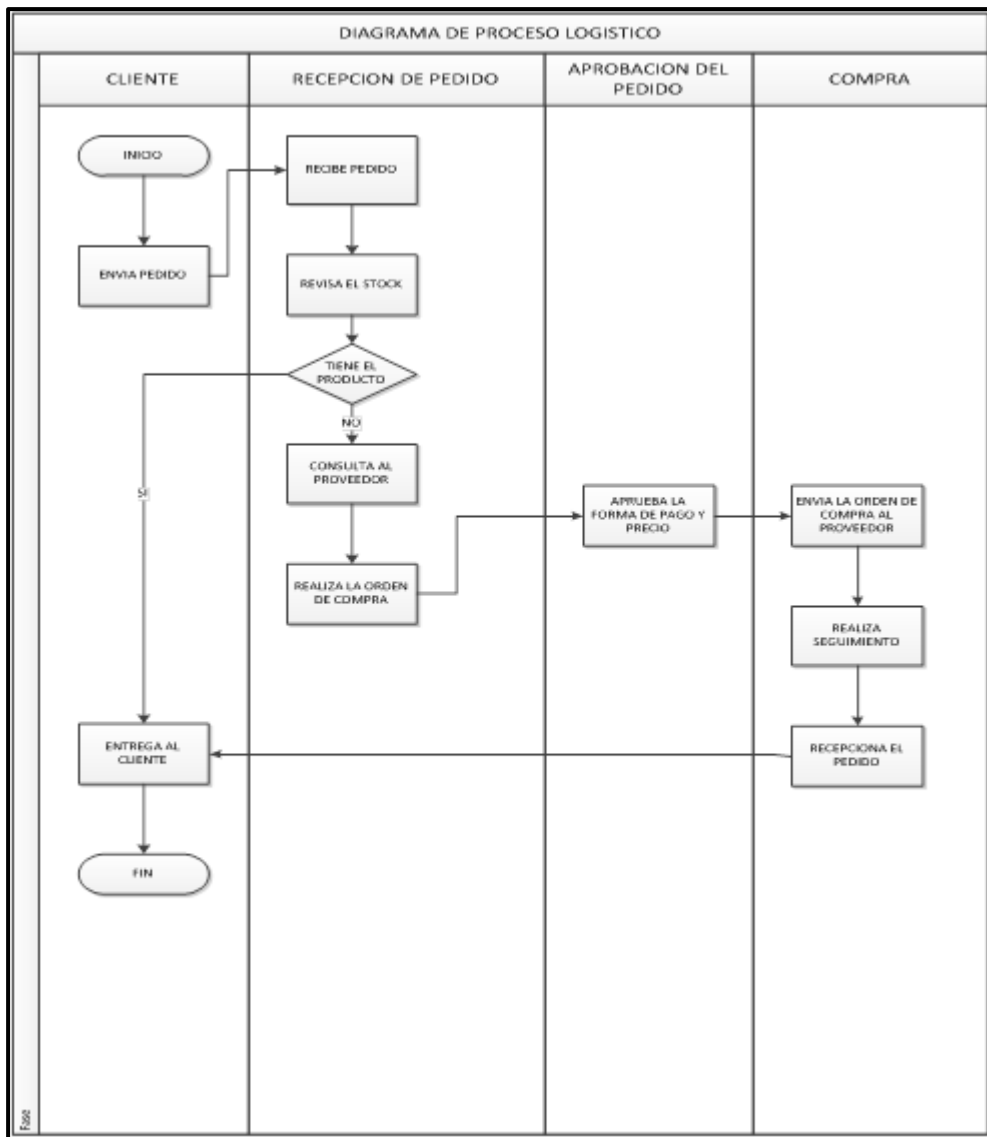 DIAGRAMA DE PROCESO LOGISTICO
CLIENTE
RECEPCION DE PEDIDO
APROBACION DEL
PEDIDO
COMPRA
INICIO
ENVIA PEDIDO
RECIBE PEDIDO
REVISA EL STOCK
TIENE EL
PRODUCTO
NO
SI
CONSULTA AL
PROVEEDOR
REALIZA LA ORDEN
DE COMPRA
APRUEBA LA
FORMA DE PAGO Y
PRECIO
ENVIA LA ORDEN DE
COMPRA AL
PROVEEDOR
REALIZA
SEGUIMIENTO
RECEPCIONA EL
PEDIDO
ENTREGA AL
CLIENTE
FIN
Fase